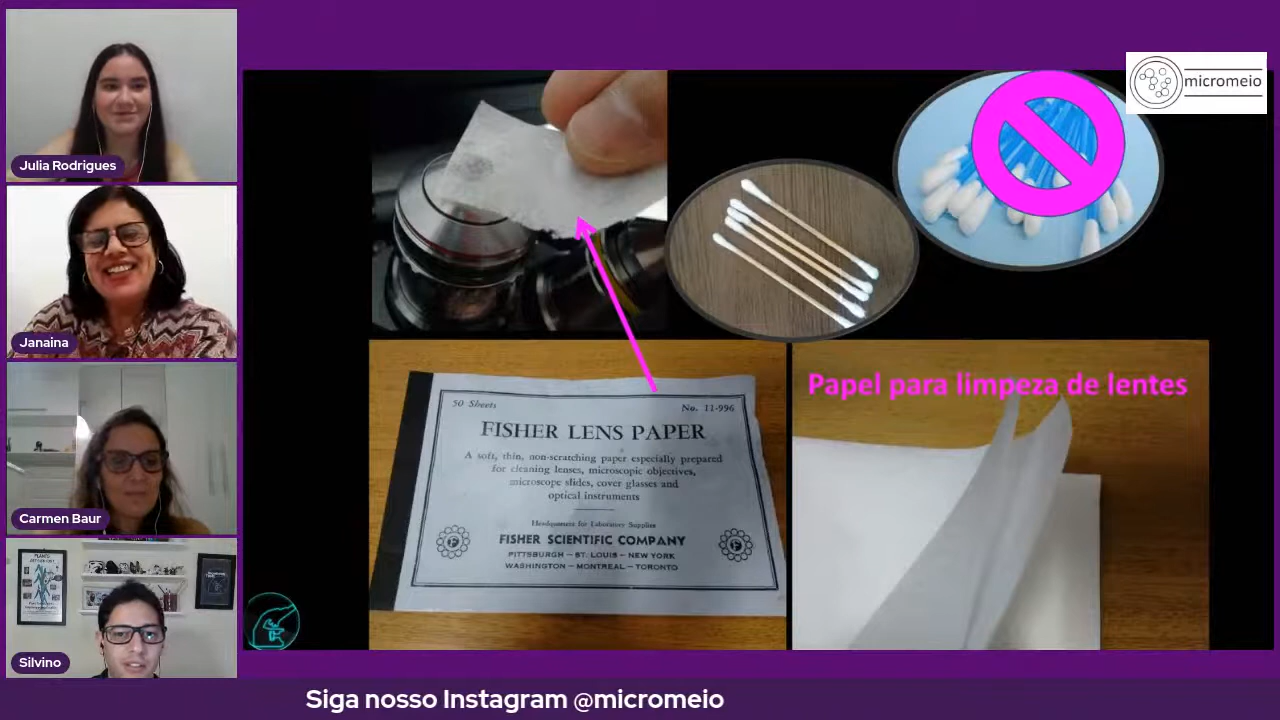 Julia Rodrigues
Janaina
Carmen Baur
Silvino
micromeio
Papel para limpeza de lentes
50 Sheets
No. 11-996
FISHER LENS PAPER
A soft, thin, non-scratching paper especially prepared
for cleaning lenses, microscopic objectives,
microscope slides, cover glasses and
optical instruments
Headquarters for Laboratory Supplies
FISHER SCIENTIFIC COMPANY
PITTSBURGH — ST. LOUIS — NEW YORK
WASHINGTON — MONTREAL — TORONTO
F
F
Siga nosso Instagram @micromeio